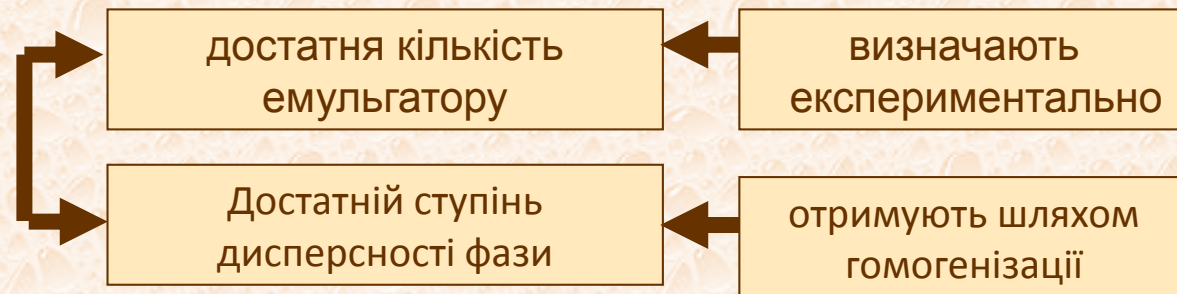 достатня кількість
емульгатору
визначають
експериментально
Достатній ступінь
дисперсності фази
отримують шляхом
гомогенізації